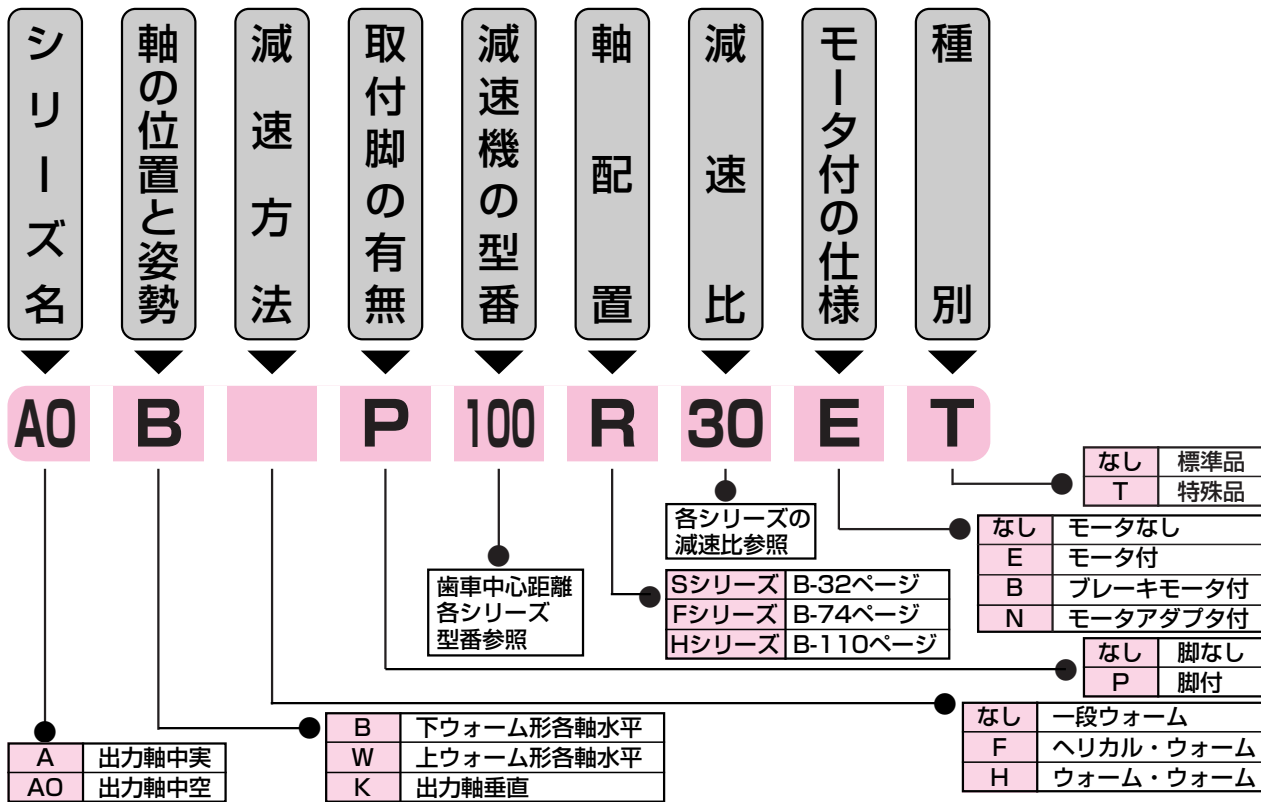 シリーズ名
軸の位置と姿勢
減速方法
取付脚の有無
減速機の型番
軸配置
減速比
モータ付の仕様
種別
AO B P 100 R 30 E T
なし 標準品
T 特殊品
各シリーズの
減速比参照
なし モータなし
E モータ付
B ブレーキモータ付
N モータアダプタ付
歯車中心距離
各シリーズ
型番参照
Sシリーズ B-32ページ
Fシリーズ B-74ページ
Hシリーズ B-110ページ
なし 脚なし
P 脚付
なし 一段ウォーム
F ヘリカル・ウォーム
H ウォーム・ウォーム
B 下ウォーム形各軸水平
W 上ウォーム形各軸水平
K 出力軸垂直
A 出力軸中実
AO 出力軸中空